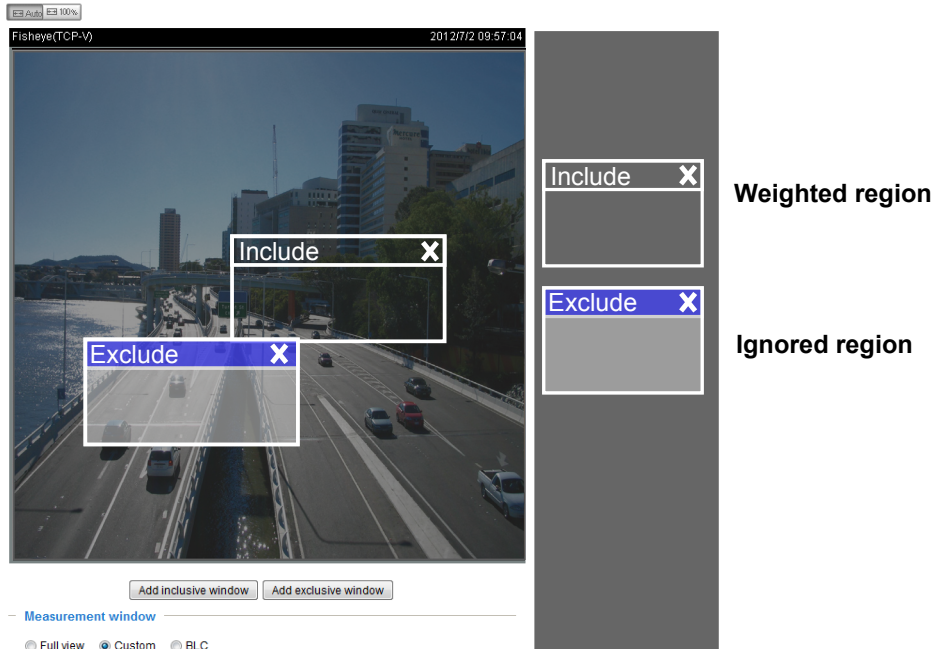 Auto 100%
Fisheye(TCP-V) 2012/7/2 09:57:04
Include
Exclude
Include
Weighted region
Exclude
Ignored region
Add inclusive window Add exclusive window
Measurement window
Full view Custom BLC